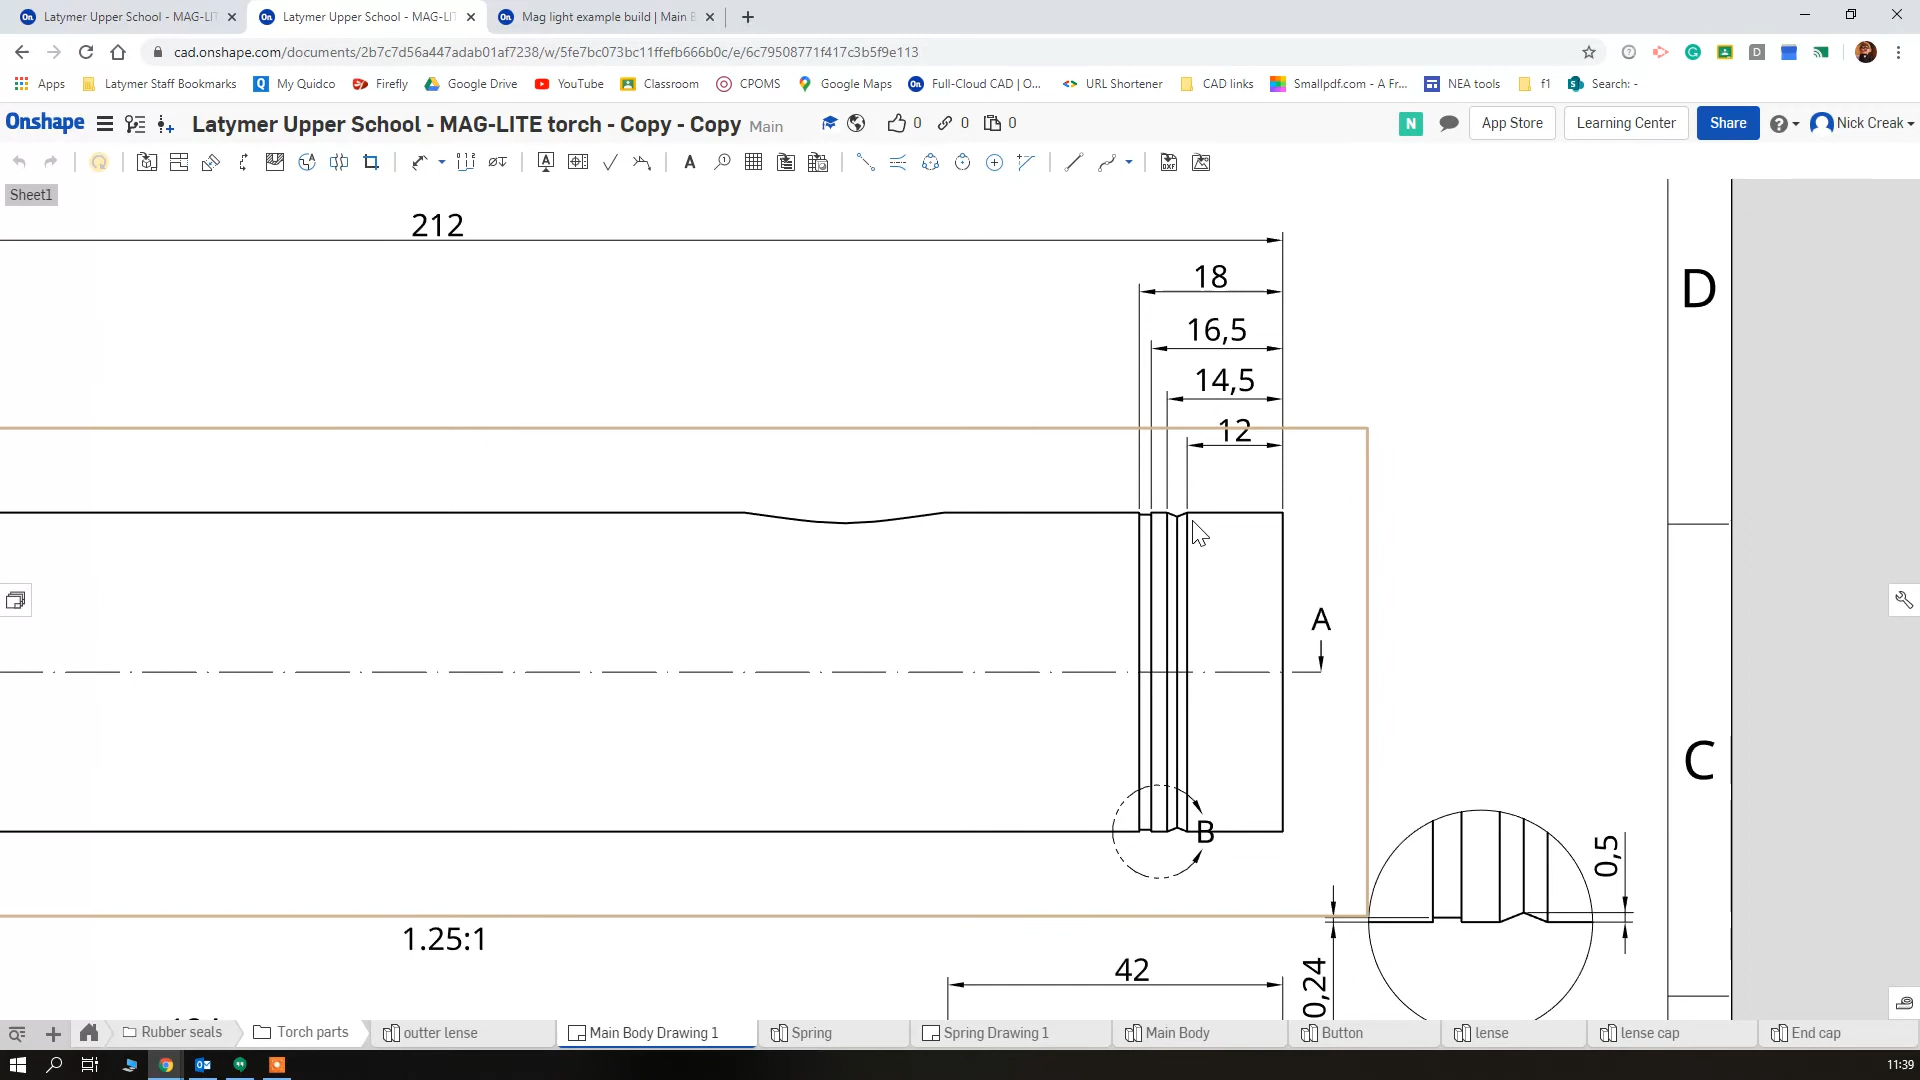 Latymer Upper School - MAG-LI
Latymer Upper School - MAG-LI
Mag light example build | Main
cad.onshape.com/documents/2b7c7d56a447adab01af7238/w/5fe7bc073bc11ffefb666b0c/e/6c79508771f417c3b5f9e113
Apps
Latymer Staff Bookmarks
My Quidco
Firefly
Google Drive
YouTube
Classroom
CPOMS
Google Maps
Full-Cloud CAD | O...
URL Shortener
CAD links
Smallpdf.com - A Fr...
NEA tools
f1
Search: -
Onshape
Latymer Upper School - MAG-LITE torch - Copy - Copy Main
0
0
0
N
App Store
Learning Center
Share
Nick Creak
Sheet1
212
18
16,5
14,5
12
D
A
C
B
0,5
1.25:1
42
0,24
Rubber seals
Torch parts
outter lense
Main Body Drawing 1
Spring
Spring Drawing 1
Main Body
Button
lense
lense cap
End cap
11:39